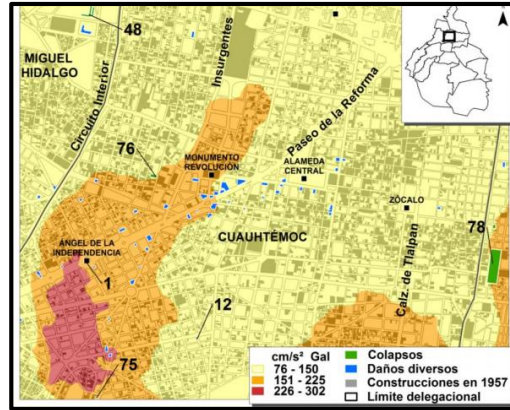 48
MIGUEL
HIDALGO
Circuito Interior
Insurgentes
Paseo de la Reforma
76
MONUMENTO
REVOLUCIÓN
ALAMEDA
CENTRAL
ZÓCALO
78
CUAUHTÉMOC
Calz. de Tlalpan
ÁNGEL DE LA
INDEPENDENCIA
1
12
75
cm/s² Gal
76 - 150
151 - 225
226 - 302
Colapsos
Daños diversos
Construcciones en 1957
Límite delegacional